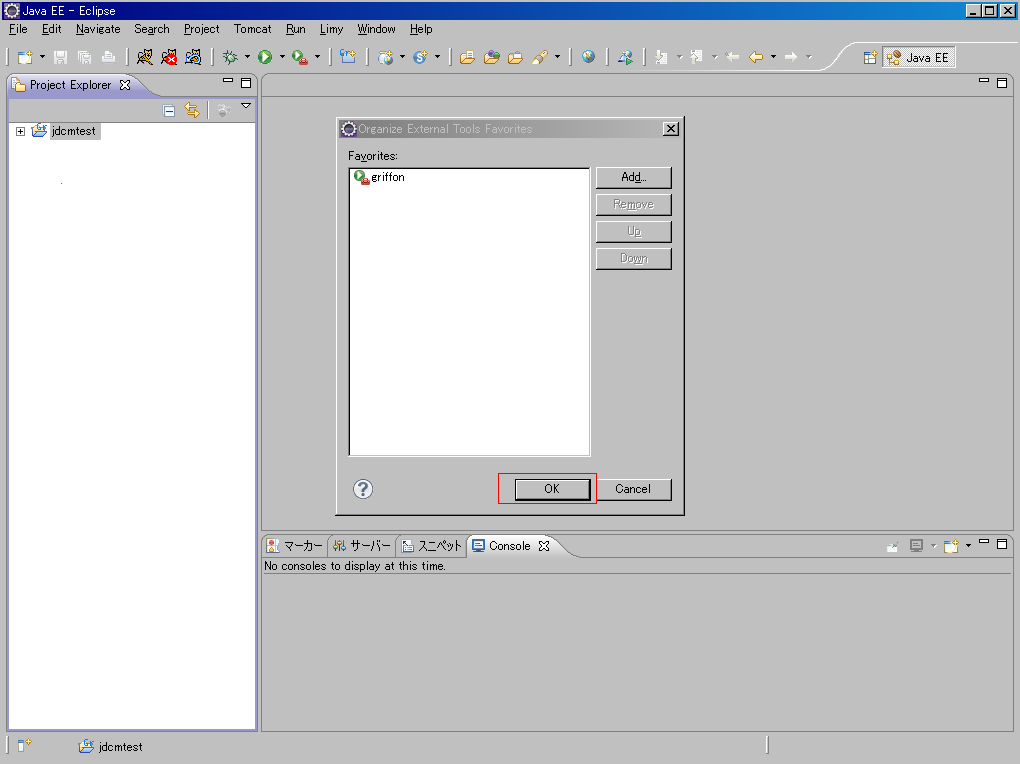 Java EE - Eclipse
File Edit Navigate Search Project Tomcat Run Limy Window Help
Java EE
Project Explorer
jdcmtest
Organize External Tools Favorites
Favorites:
griffon
Add...
Remove
Up
Down
OK
Cancel
マーカー サーバー スニペット Console
No consoles to display at this time.
jdcmtest